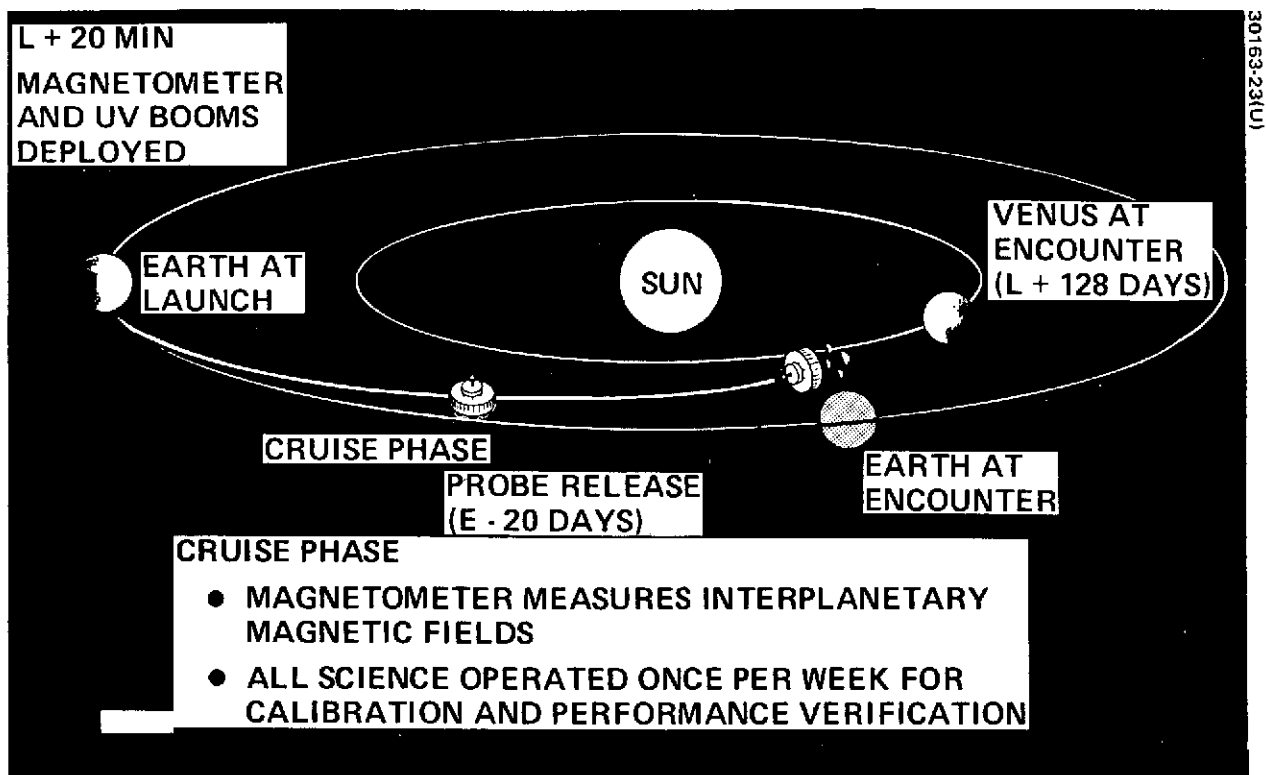 L + 20 MIN
MAGNETOMETER
AND UV BOOMS
DEPLOYED
30163-23(U)
EARTH AT
LAUNCH
SUN
VENUS AT
ENCOUNTER
(L + 128 DAYS)
CRUISE PHASE
PROBE RELEASE
(E - 20 DAYS)
EARTH AT
ENCOUNTER
CRUISE PHASE
● MAGNETOMETER MEASURES INTERPLANETARY
MAGNETIC FIELDS
● ALL SCIENCE OPERATED ONCE PER WEEK FOR
CALIBRATION AND PERFORMANCE VERIFICATION